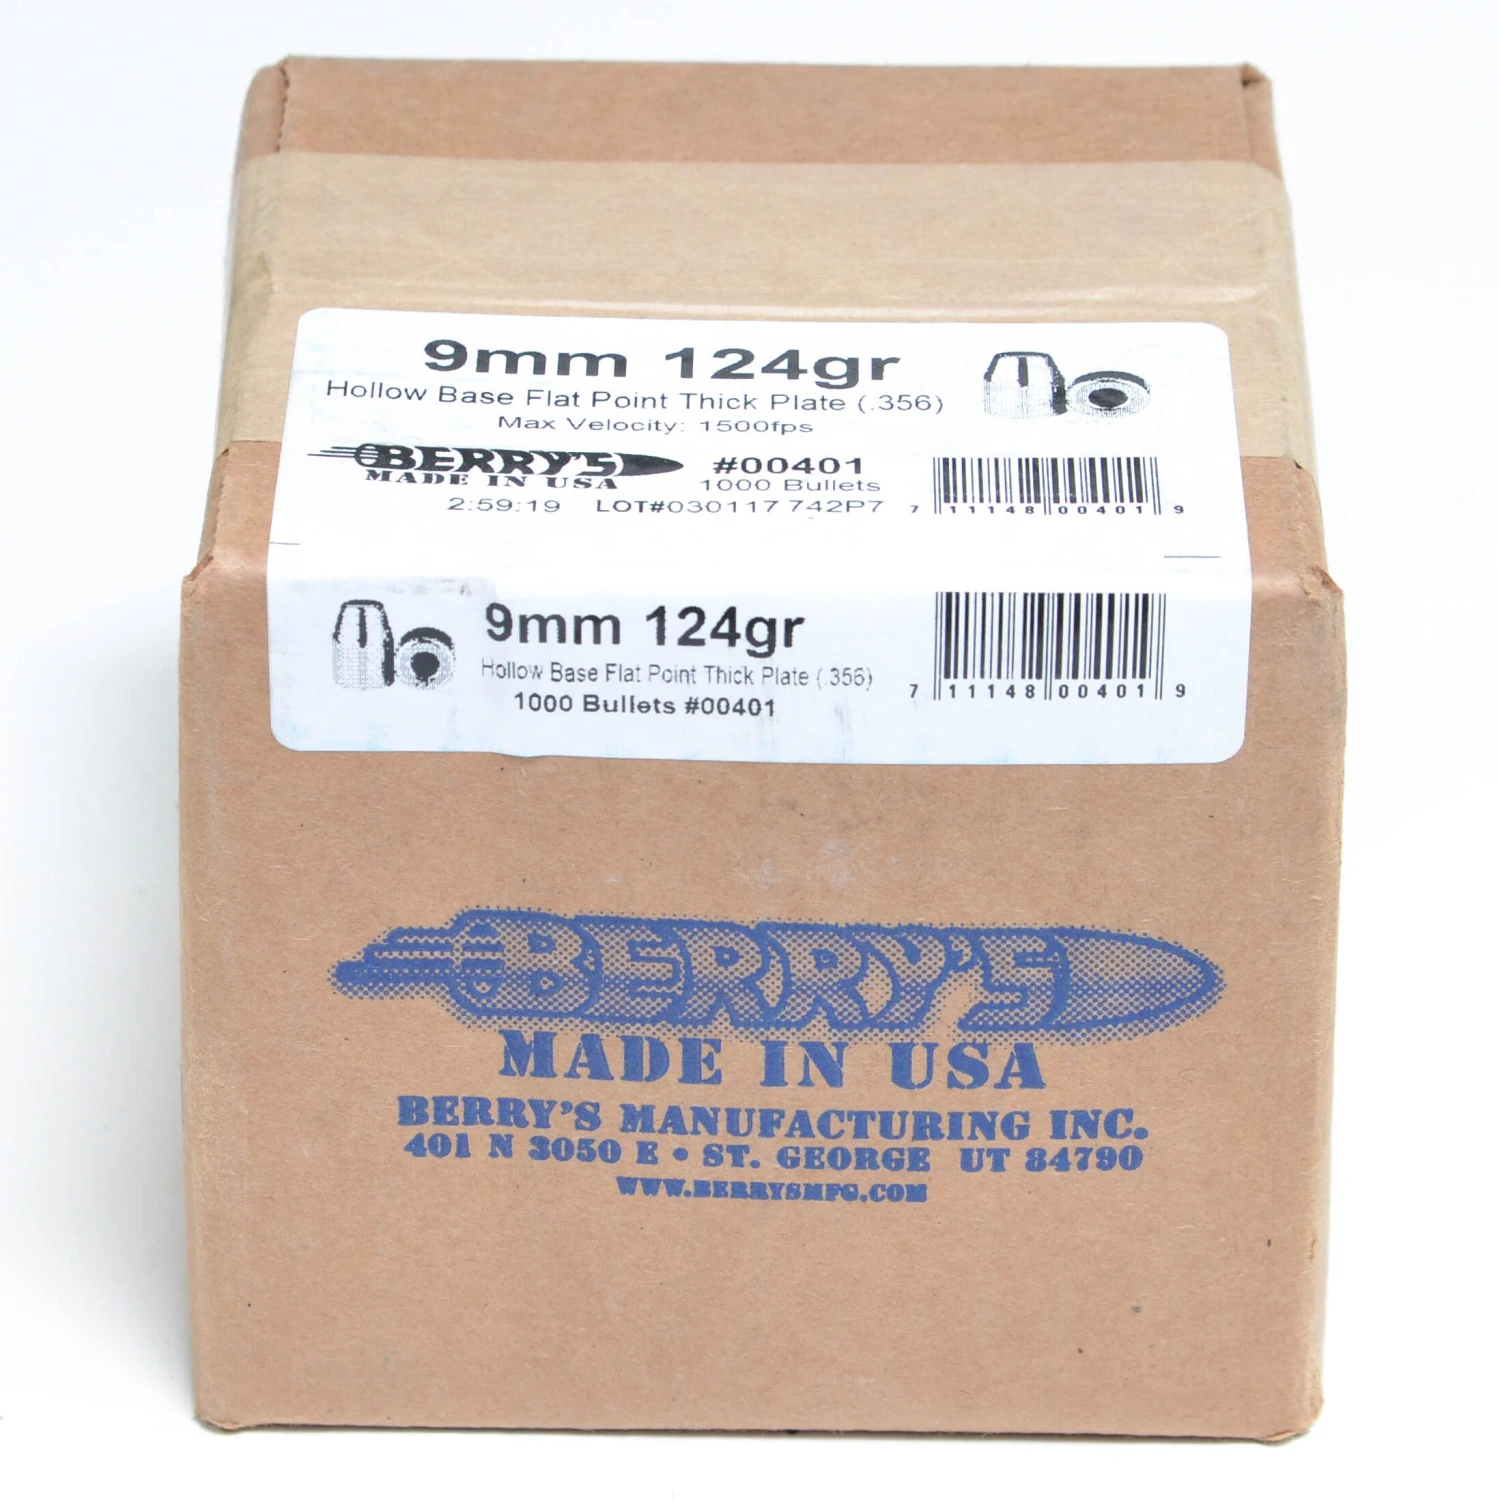 9mm 124gr
Hollow Base Flat Point Thick Plate (.356)
Max Velocity: 1500fps
BERRY'S
MADE IN USA
#00401
1000 Bullets
2:59:19 LOT#030117 742P7
7 11148 00401 9
9mm 124gr
Hollow Base Flat Point Thick Plate (.356)
1000 Bullets #00401
7 11148 00401 9
BERRY'S
MADE IN USA
BERRY'S MANUFACTURING INC.
401 N 3050 E • ST. GEORGE UT 84790
WWW.BERRYSMFG.COM